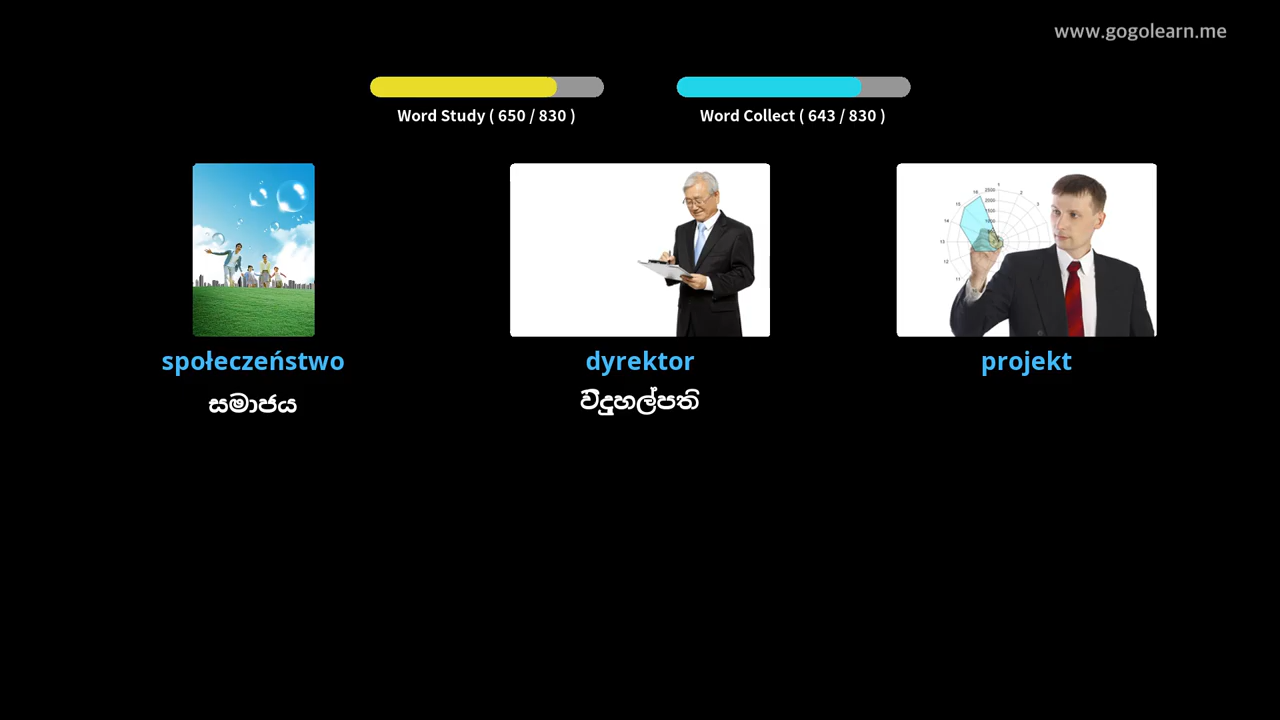 www.gogolearn.me
Word Study ( 650 / 830 )
Word Collect ( 643 / 830 )
społeczeństwo
dyrektor
projekt
සමාජය
විදුහල්පති